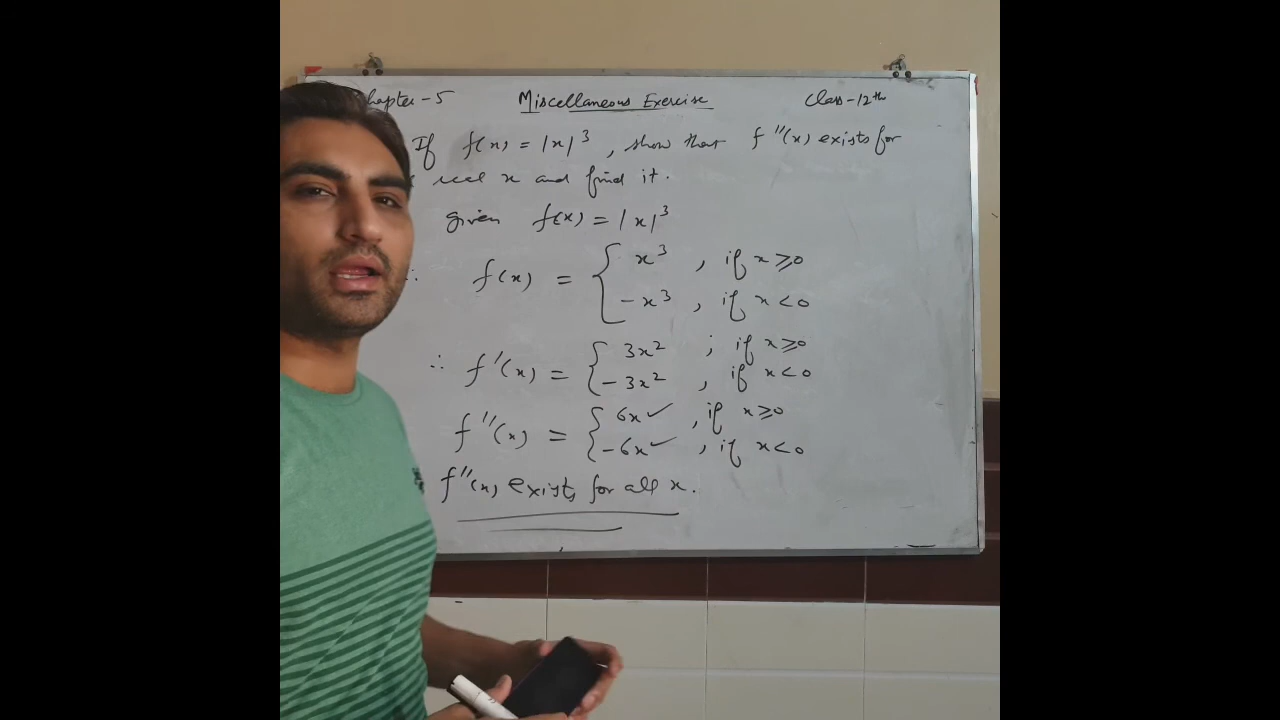 hapter-5 Miscellaneous Exercise Class-12th
If f(x) = |x|³, show that f''(x) exists for
real x and find it.
given f(x) = |x|³
∴ f(x) = { x³ , if x ⩾ 0
-x³ , if x < 0
∴ f'(x) = { 3x² ; if x ⩾ 0
-3x² , if x < 0
f''(x) = { 6x ✓ , if x ⩾ 0
-6x ✓ , if x < 0
f''(x) exists for all x.